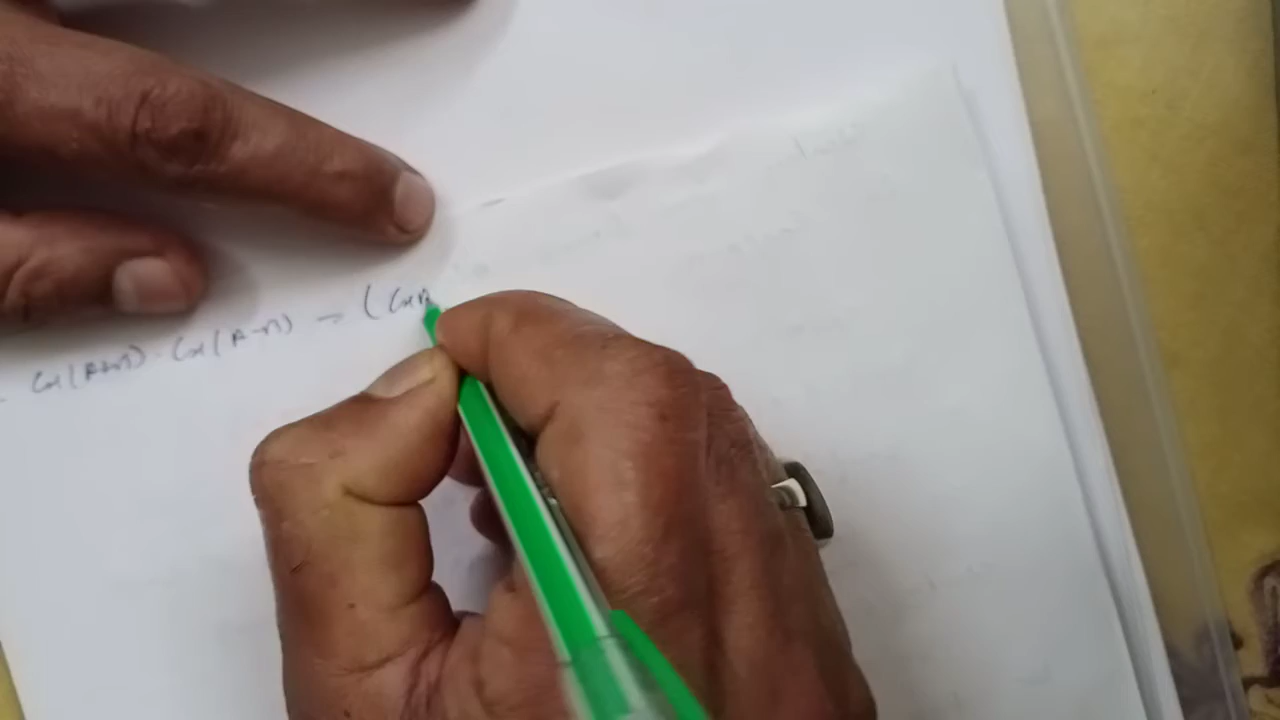 Cos(A+B) . Cos(A-B) = (Cos A